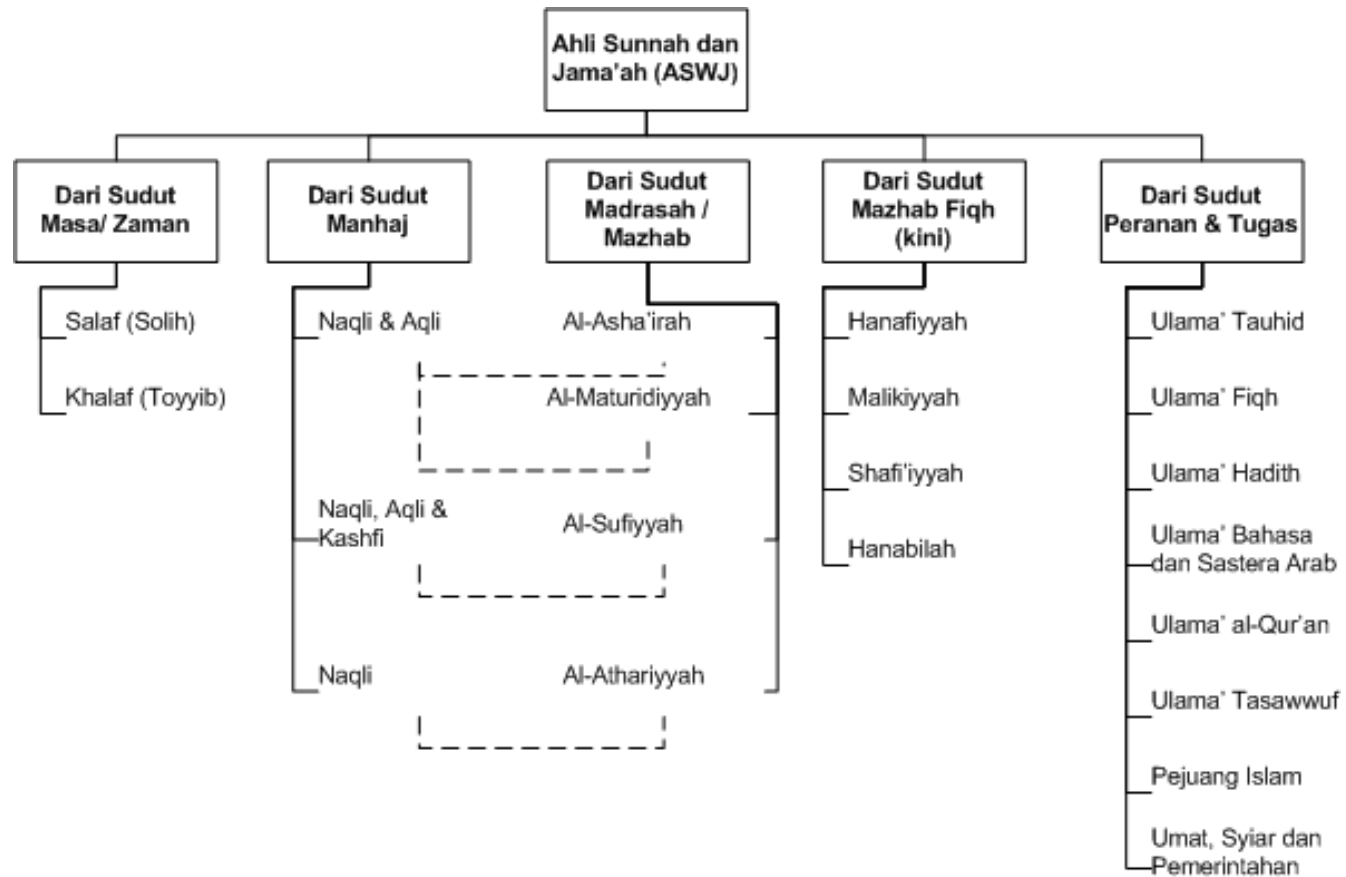 Ahli Sunnah dan
Jama'ah (ASWJ)
Dari Sudut
Masa/ Zaman
Salaf (Solih)
Khalaf (Toyyib)
Dari Sudut
Manhaj
Naqli & Aqli
Naqli, Aqli &
Kashfi
Naqli
Dari Sudut
Madrasah /
Mazhab
Al-Asha'irah
Al-Maturidiyyah
Al-Sufiyyah
Al-Athariyyah
Dari Sudut
Mazhab Fiqh
(kini)
Hanafiyyah
Malikiyyah
Shafi'iyyah
Hanabilah
Dari Sudut
Peranan & Tugas
Ulama' Tauhid
Ulama' Fiqh
Ulama' Hadith
Ulama' Bahasa
dan Sastera Arab
Ulama' al-Qur'an
Ulama' Tasawwuf
Pejuang Islam
Umat, Syiar dan
Pemerintahan